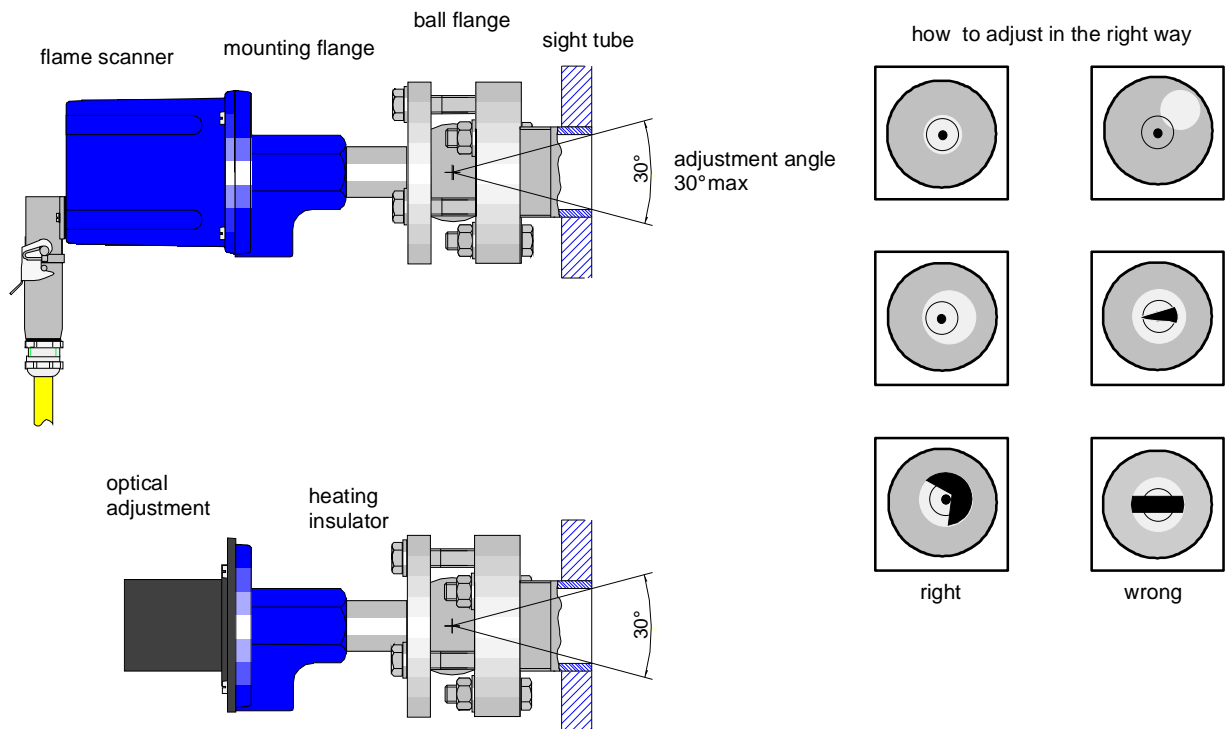 ball flange
mounting flange
sight tube
flame scanner
how  to adjust in the right way
30°
adjustment angle
30°max
optical
adjustment
heating
insulator
30°
right
wrong